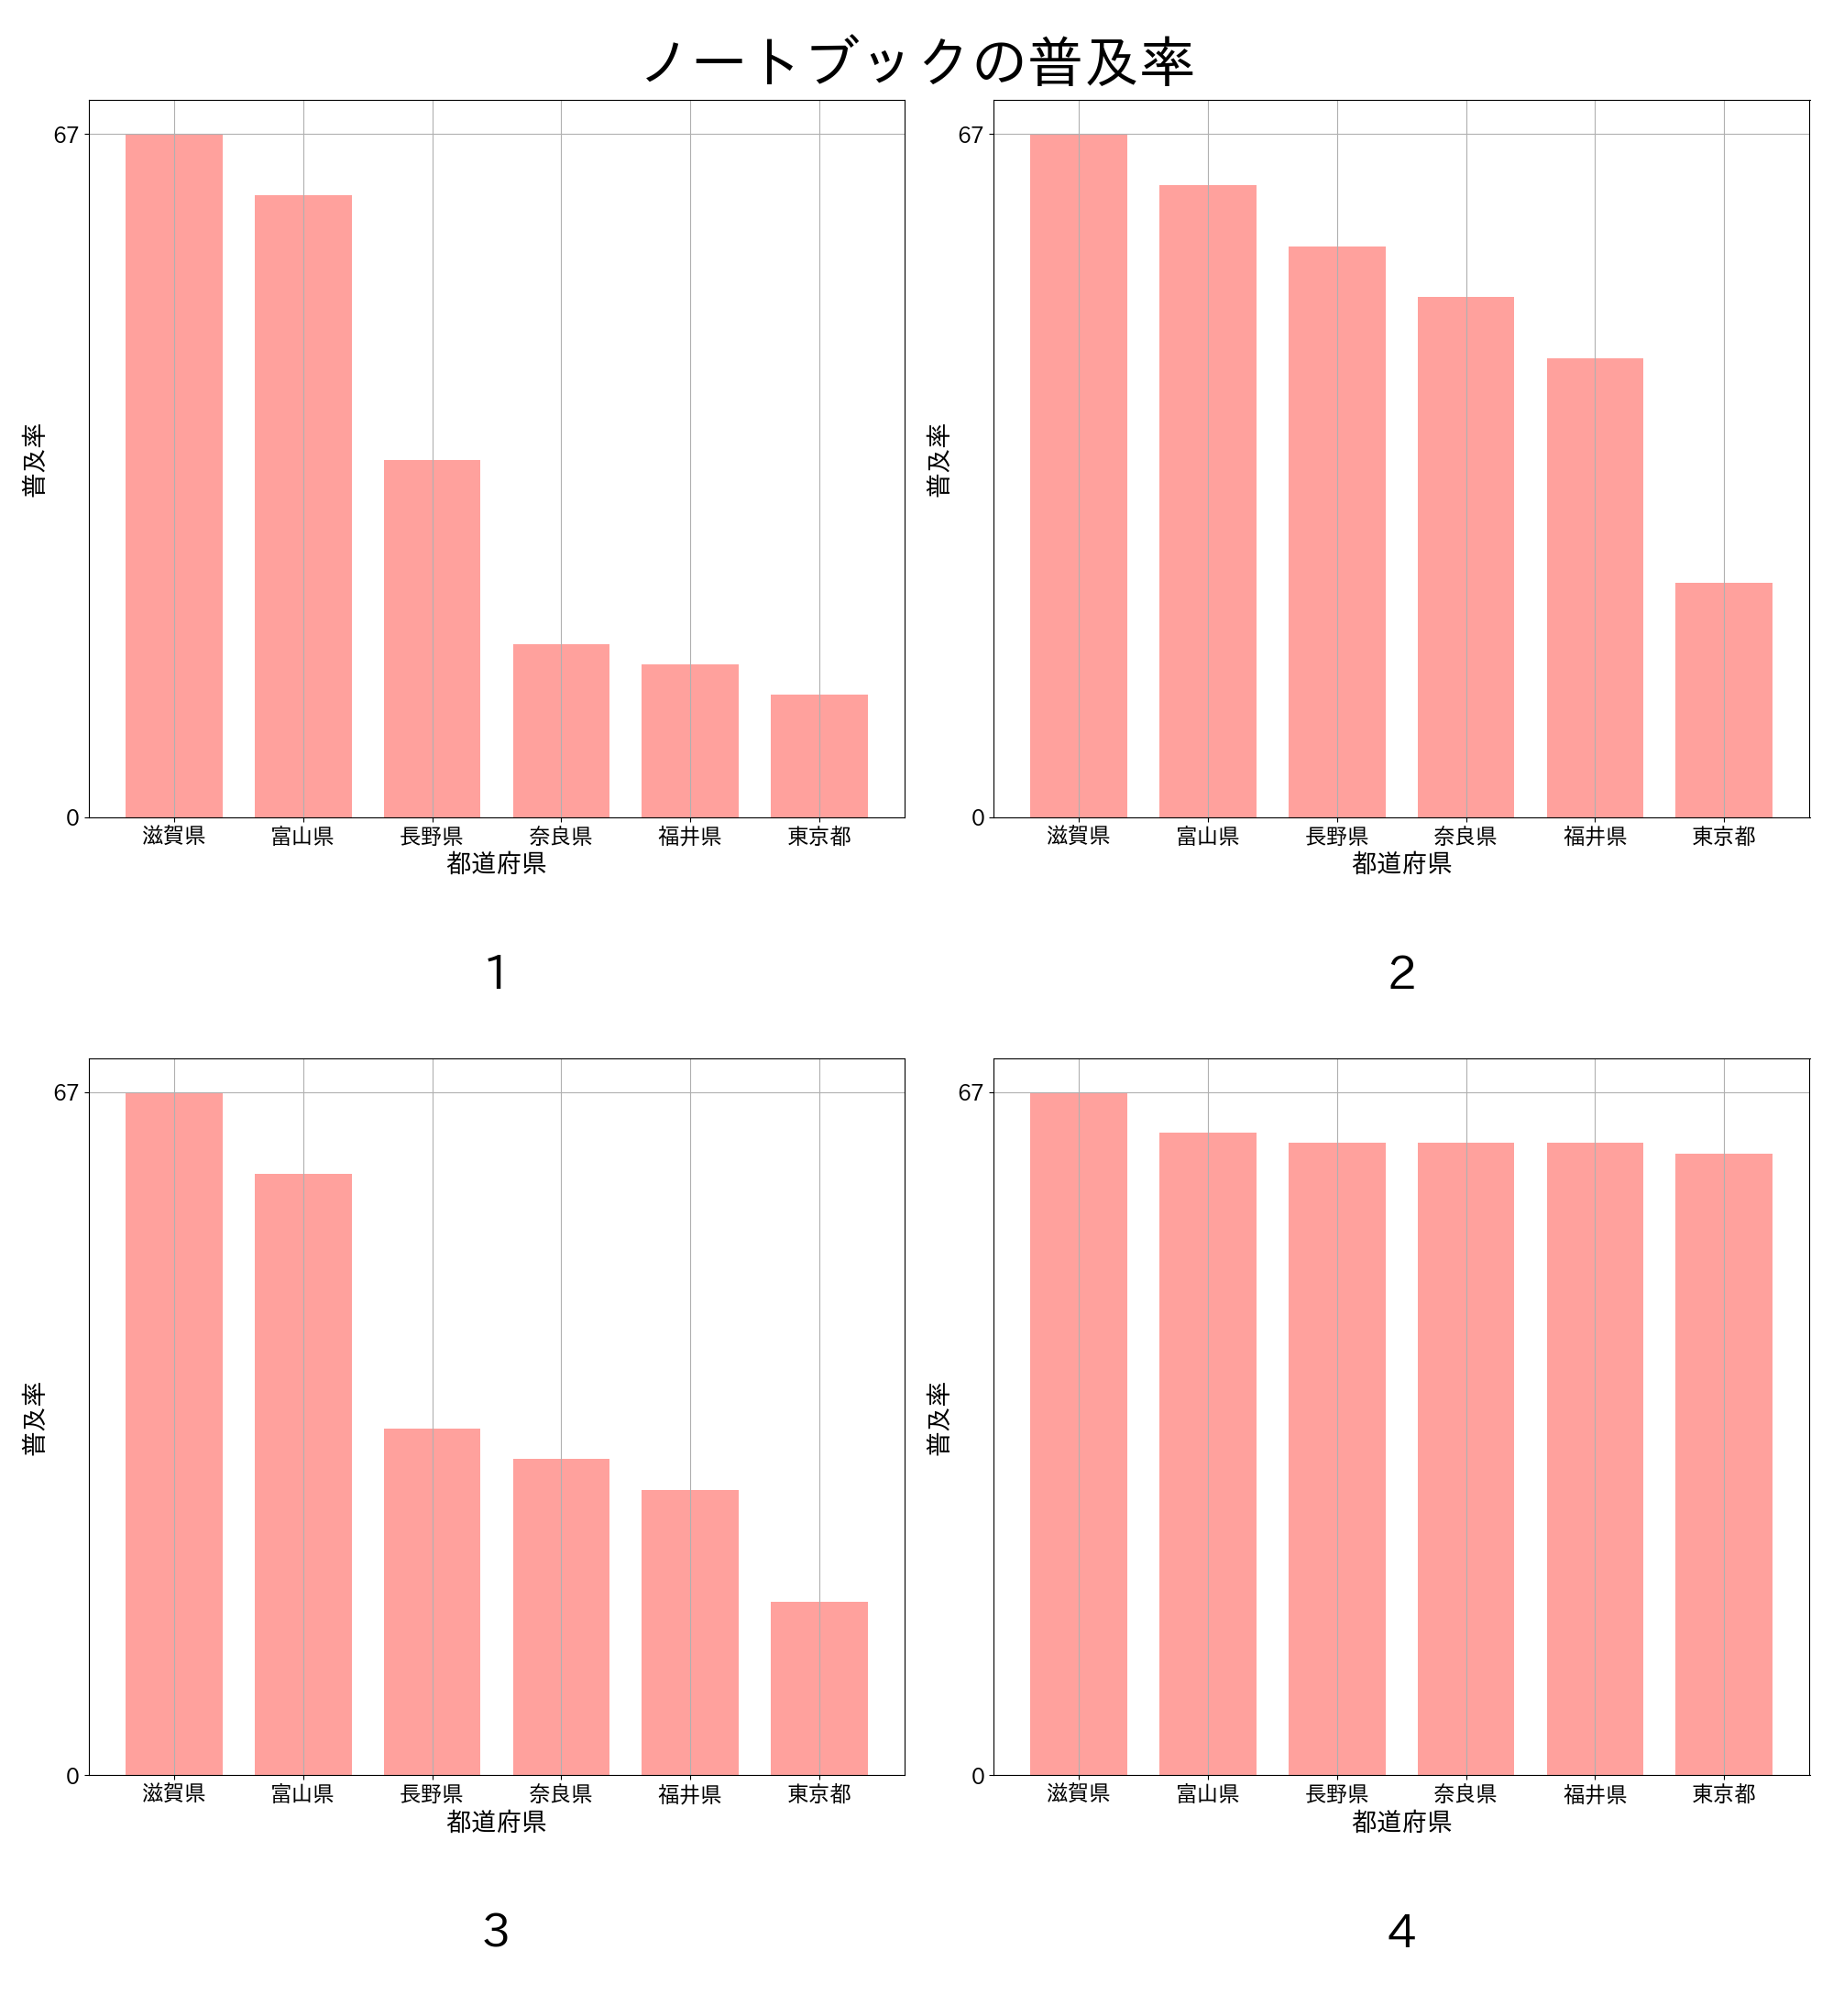 ノートブックの普及率
67
0
普及率
滋賀県 富山県 長野県 奈良県 福井県 東京都
都道府県
1
67
0
普及率
滋賀県 富山県 長野県 奈良県 福井県 東京都
都道府県
2
67
0
普及率
滋賀県 富山県 長野県 奈良県 福井県 東京都
都道府県
3
67
0
普及率
滋賀県 富山県 長野県 奈良県 福井県 東京都
都道府県
4